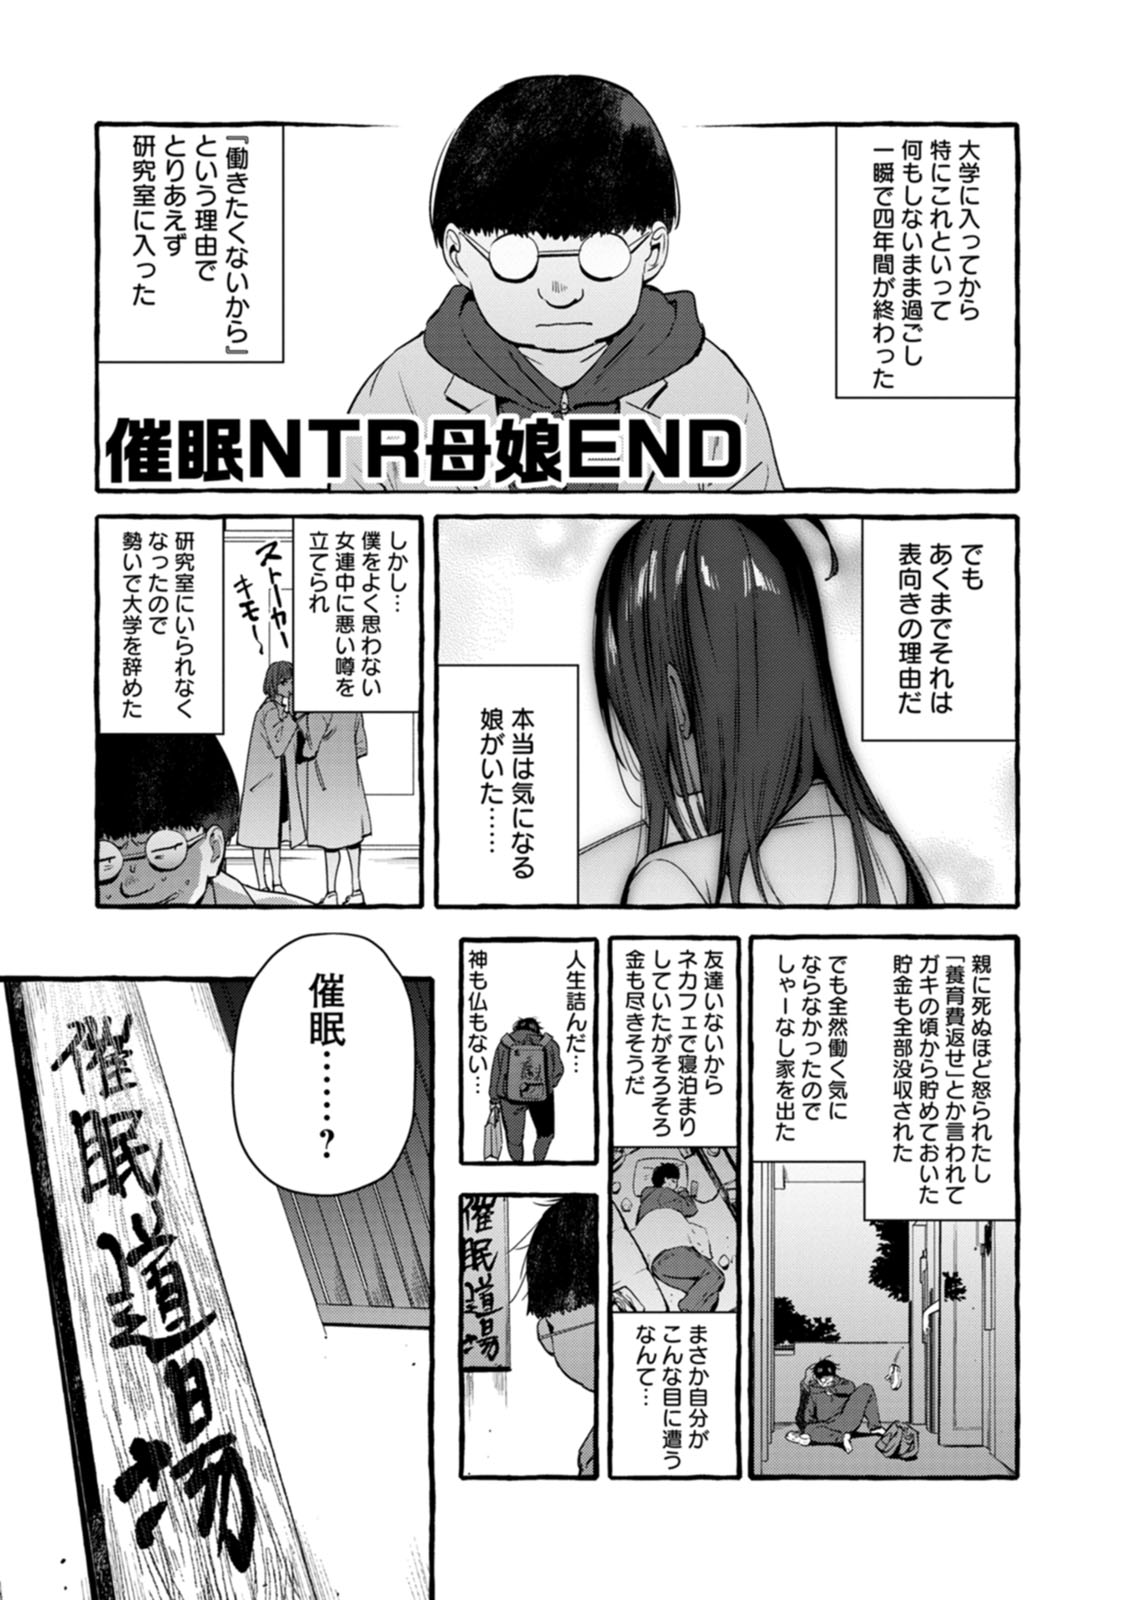 大学に入ってから
特にこれといって
何もしないまま過ごし
一瞬で四年間が終わった
『働きたくないから』
という理由で
とりあえず
研究室に入った
催眠NTR母娘END
でも
あくまでそれは
表向きの理由だ
本当は気になる
娘がいた……
しかし…
僕をよく思わない
女連中に悪い噂を
立てられ
ストーカー
キモー
研究室にいられなく
なったので
勢いで大学を辞めた
親に死ぬほど怒られたし
「養育費返せ」とか言われて
ガキの頃から貯めておいた
貯金も全部没収された
でも全然働く気に
ならなかったので
しゃーなし家を出た
友達いないから
ネカフェで寝泊まり
していたがそろそろ
金も尽きそうだ
まさか自分が
こんな目に遭う
なんて…
人生詰んだ…
神も仏もない…
催眠道場
催眠……？
催眠道場